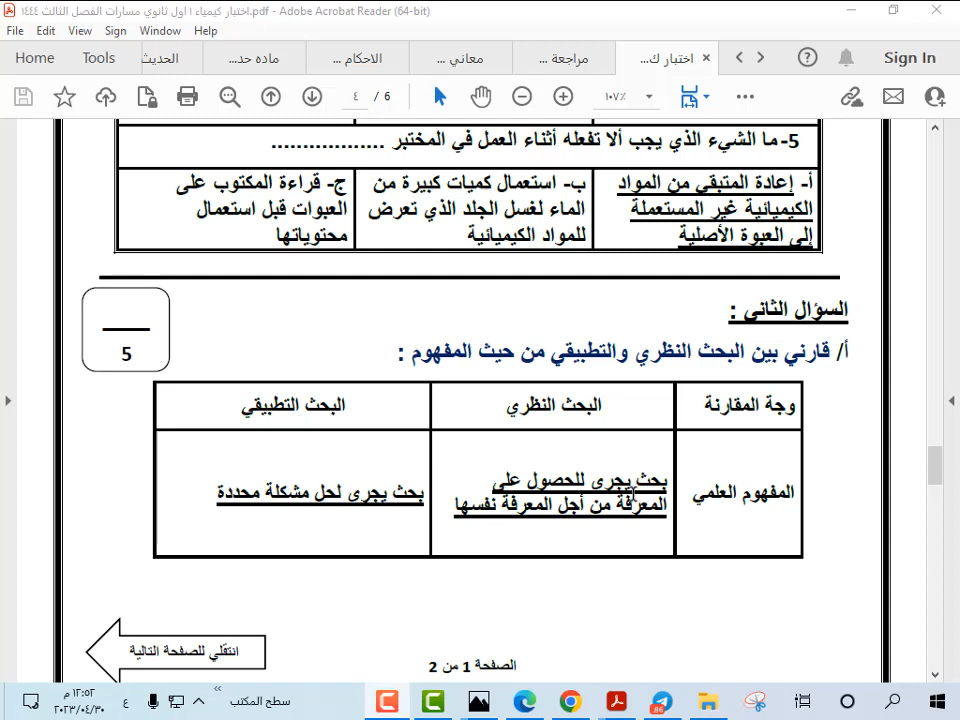 اختبار كيمياء ١ اول ثانوي مسارات الفصل الثالث ١٤٤٤.pdf - Adobe Acrobat Reader (64-bit)
File Edit View Sign Window Help
Home Tools الحديث ماده حد... الاحكام ... معاني ... مراجعة ... اختبار ك... Sign In
٤ / 6 ١٠٧٪
5- ما الشيء الذي يجب ألا تفعله أثناء العمل في المختبر ..................
أ- إعادة المتبقي من المواد
الكيميائية غير المستعملة
إلى العبوة الأصلية
ب- استعمال كميات كبيرة من
الماء لغسل الجلد الذي تعرض
للمواد الكيميائية
ج- قراءة المكتوب على
العبوات قبل استعمال
محتوياتها
السؤال الثاني :
5
أ/ قارني بين البحث النظري والتطبيقي من حيث المفهوم :
وجة المقارنة البحث النظري البحث التطبيقي
المفهوم العلمي
بحث يجرى للحصول على
المعرفة من أجل المعرفة نفسها
بحث يجرى لحل مشكلة محددة
انتقلي للصفحة التالية
الصفحة 1 من 2
١٢:٥٢ م
٢٠٢٣/٠٤/٣٠
ع
سطح المكتب
86